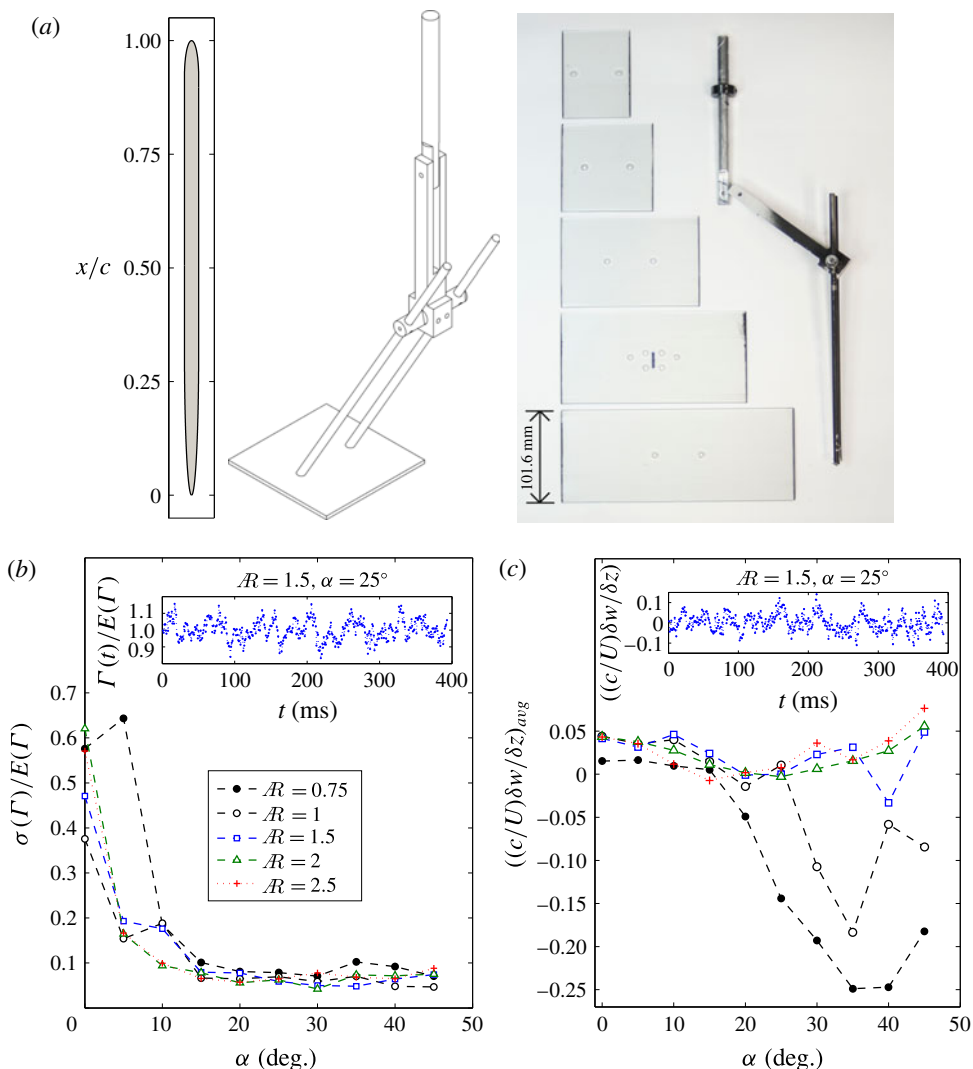 (a)
1.00
0.75
x/c 0.50
0.25
0
101.6 mm
(b)
Γ(t)/E(Γ)
Æ = 1.5, α = 25°
1.1
1.0
0.9
0 100 200 300 400
t (ms)
σ(Γ)/E(Γ)
0.7
0.6
0.5
0.4
0.3
0.2
0.1
Æ = 0.75
Æ = 1
Æ = 1.5
Æ = 2
Æ = 2.5
0 10 20 30 40 50
α (deg.)
(c)
((c/U)δw/δz)
Æ = 1.5, α = 25°
0.1
0
−0.1
0 100 200 300 400
t (ms)
((c/U)δw/δz)avg
0.05
0
−0.05
−0.10
−0.15
−0.20
−0.25
0 10 20 30 40 50
α (deg.)